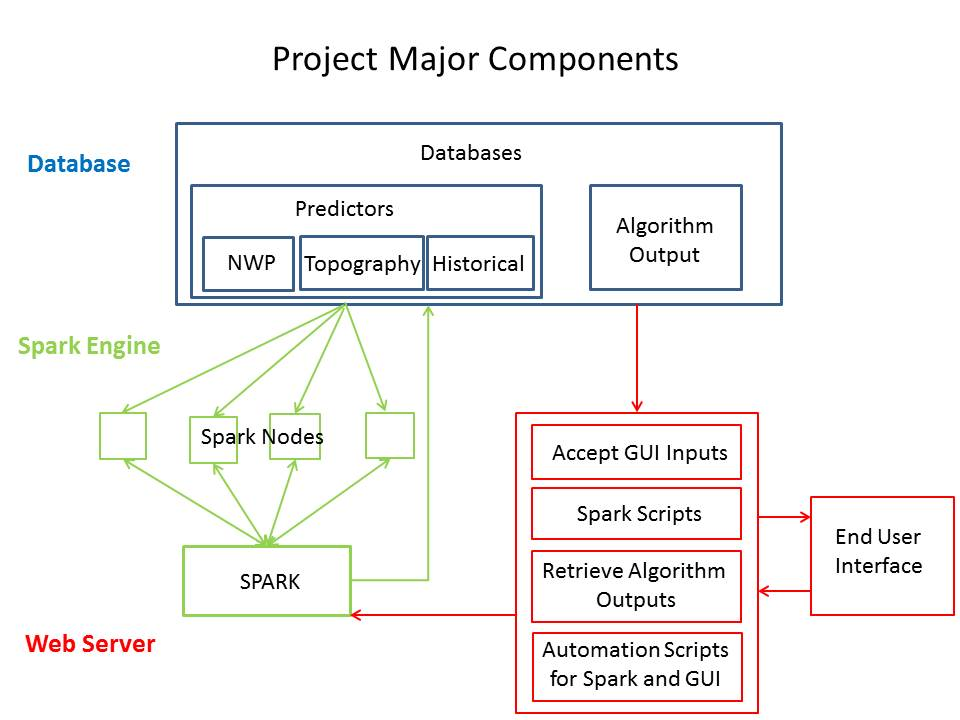 Project Major Components
Database
Databases
Predictors
NWP
Topography
Historical
Algorithm
Output
Spark Engine
Spark Nodes
SPARK
Web Server
Accept GUI Inputs
Spark Scripts
Retrieve Algorithm
Outputs
Automation Scripts
for Spark and GUI
End User
Interface